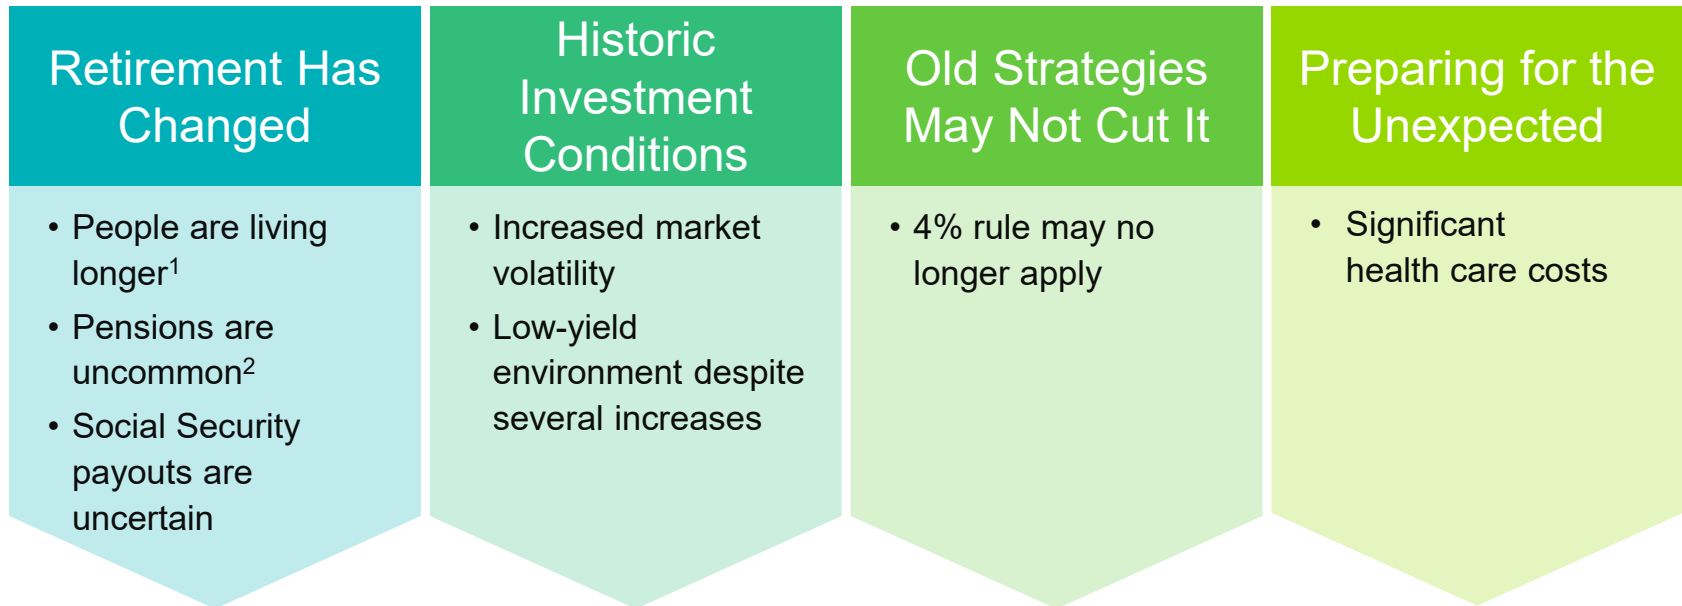 Retirement Has
Changed
• People are living
longer1
• Pensions are
uncommon2
• Social Security
payouts are
uncertain
Historic
Investment
Conditions
• Increased market
volatility
• Low-yield
environment despite
several increases
Old Strategies
May Not Cut It
• 4% rule may no
longer apply
Preparing for the
Unexpected
• Significant
health care costs